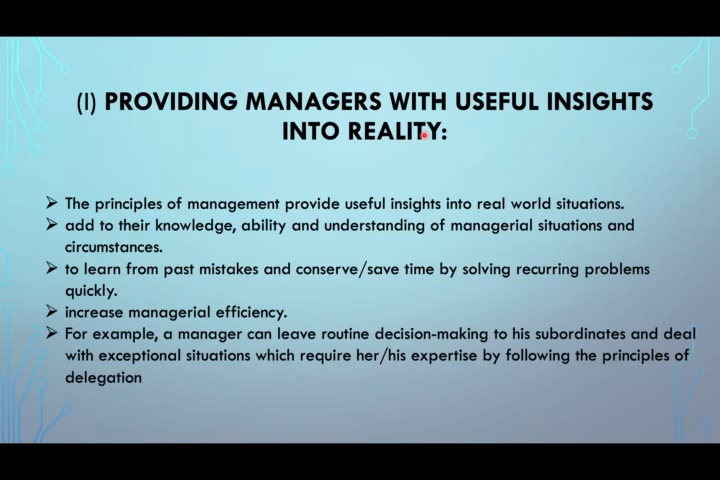 (I) PROVIDING MANAGERS WITH USEFUL INSIGHTS
INTO REALITY:
➢ The principles of management provide useful insights into real world situations.
➢ add to their knowledge, ability and understanding of managerial situations and
circumstances.
➢ to learn from past mistakes and conserve/save time by solving recurring problems
quickly.
➢ increase managerial efficiency.
➢ For example, a manager can leave routine decision-making to his subordinates and deal
with exceptional situations which require her/his expertise by following the principles of
delegation